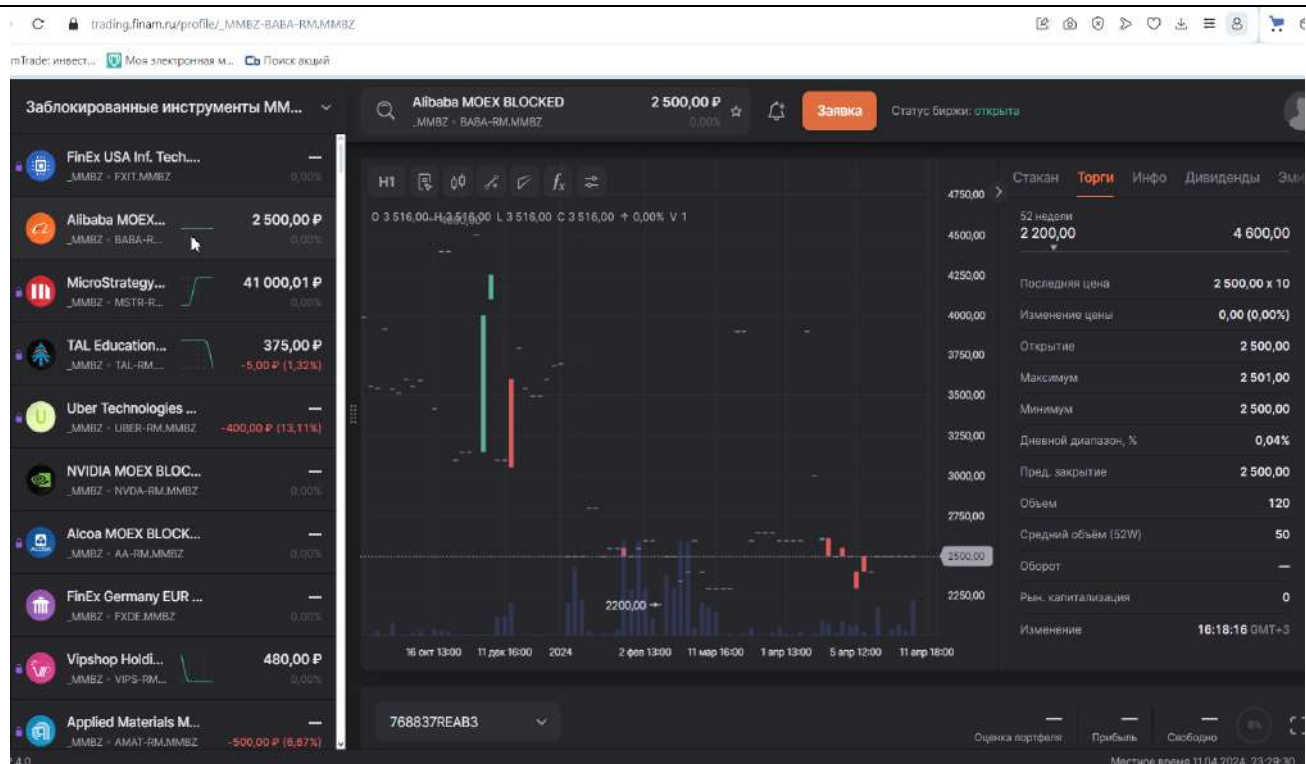 trading.finam.ru/profile/_MMBZ-BABA-RM.MMBZ
mTrade: инвест...
Моя электронная м...
Поиск акций
Заблокированные инструменты ММ...
Alibaba MOEX BLOCKED
_MMBZ • BABA-RM.MMBZ
2 500,00 ₽
0,00%
Заявка
Статус биржи: открыта
FinEx USA Inf. Tech....
_MMBZ • FXIT.MMBZ
—
0,00%
Alibaba MOEX...
_MMBZ • BABA-R...
2 500,00 ₽
0,00%
MicroStrategy...
_MMBZ • MSTR-R...
41 000,01 ₽
0,00%
TAL Education...
_MMBZ • TAL-RM....
375,00 ₽
-5,00 ₽ (1,32%)
Uber Technologies ...
_MMBZ • UBER-RM.MMBZ
—
-400,00 ₽ (13,11%)
NVIDIA MOEX BLOC...
_MMBZ • NVDA-RM.MMBZ
—
0,00%
Alcoa MOEX BLOCK...
_MMBZ • AA-RM.MMBZ
—
0,00%
FinEx Germany EUR ...
_MMBZ • FXDE.MMBZ
—
0,00%
Vipshop Holdi...
_MMBZ • VIPS-RM...
480,00 ₽
0,00%
Applied Materials M...
_MMBZ • AMAT-RM.MMBZ
—
-500,00 ₽ (6,67%)
H1
fx
O 3 516,00 H 3 516,00 L 3 516,00 C 3 516,00 ↑ 0,00% V 1
4750,00
4500,00
4250,00
4000,00
3750,00
3500,00
3250,00
3000,00
2750,00
2500,00
2250,00
2200,00 →
16 окт 13:00
11 дек 16:00
2024
2 фев 13:00
11 мар 16:00
1 апр 13:00
5 апр 12:00
11 апр 18:00
Стакан
Торги
Инфо
Дивиденды
Эми
52 недели
2 200,00
4 600,00
Последняя цена
2 500,00 x 10
Изменение цены
0,00 (0,00%)
Открытие
2 500,00
Максимум
2 501,00
Минимум
2 500,00
Дневной диапазон, %
0,04%
Пред. закрытие
2 500,00
Объем
120
Средний объём (52W)
50
Оборот
—
Рын. капитализация
0
Изменение
16:18:16 GMT+3
768837REAB3
Оценка портфеля
Прибыль
Свободно
0%
Местное время 11.04.2024, 23:29:30